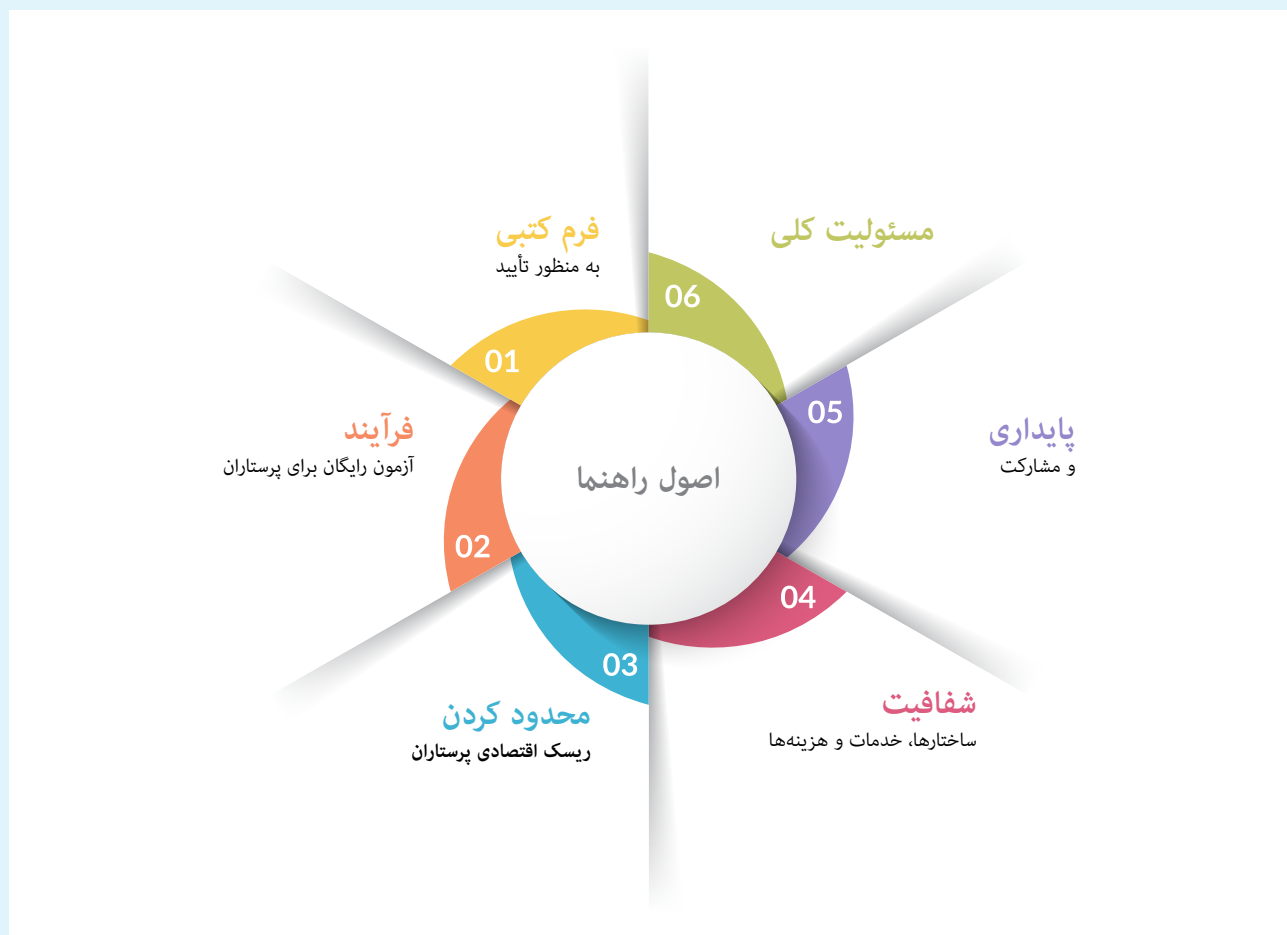 اصول راهنما
01
فرم کتبی
به منظور تأیید
02
فرآیند
آزمون رایگان برای پرستاران
03
محدود کردن
ریسک اقتصادی پرستاران
04
شفافیت
ساختارها، خدمات و هزینه‌ها
05
پایداری
و مشارکت
06
مسئولیت کلی